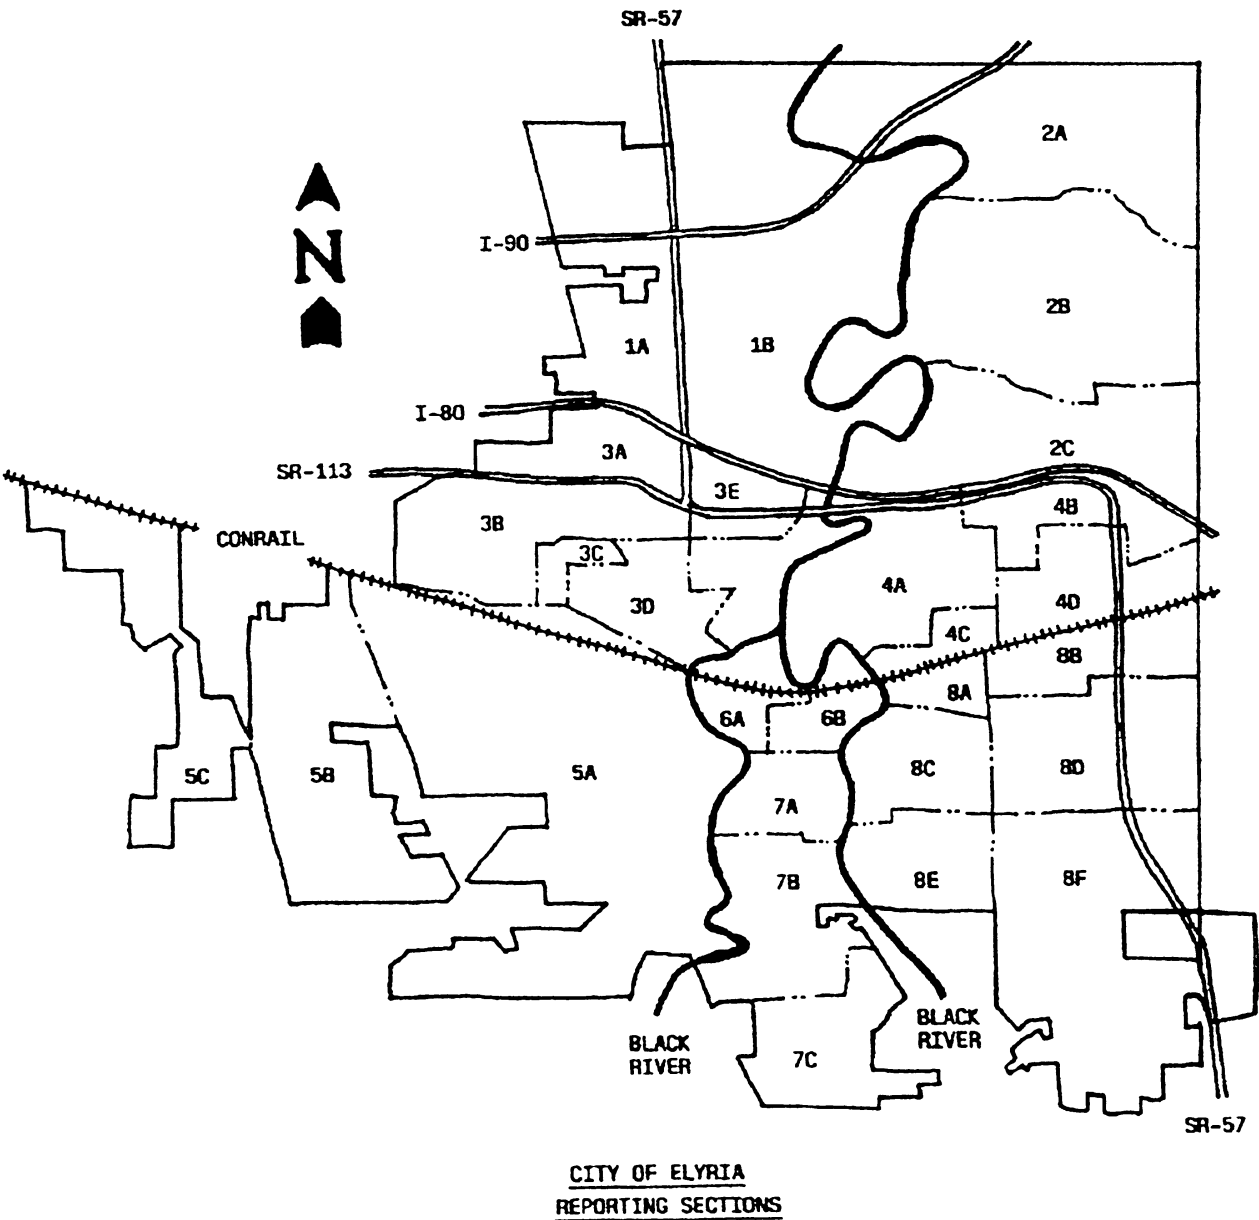 SR-57
2A
N
I-90
2B
1A
1B
I-80
3A
2C
SR-113
3E
3B
4B
CONRAIL
3C
4A
3D
4D
4C
8B
8A
6A
6B
5C
5B
5A
8C
8D
7A
7B
8E
8F
BLACK
RIVER
BLACK
RIVER
7C
SR-57
CITY OF ELYRIA
REPORTING SECTIONS